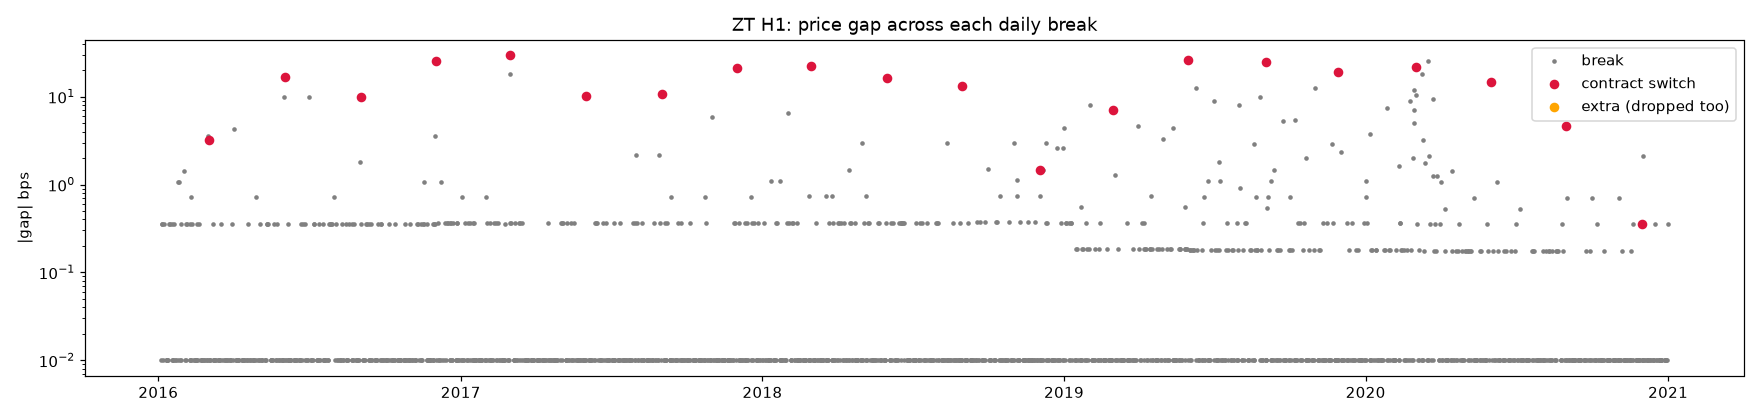 ZT H1: price gap across each daily break
|gap| bps
10¹
10⁰
10⁻¹
10⁻²
break
contract switch
extra (dropped too)
2016 2017 2018 2019 2020 2021